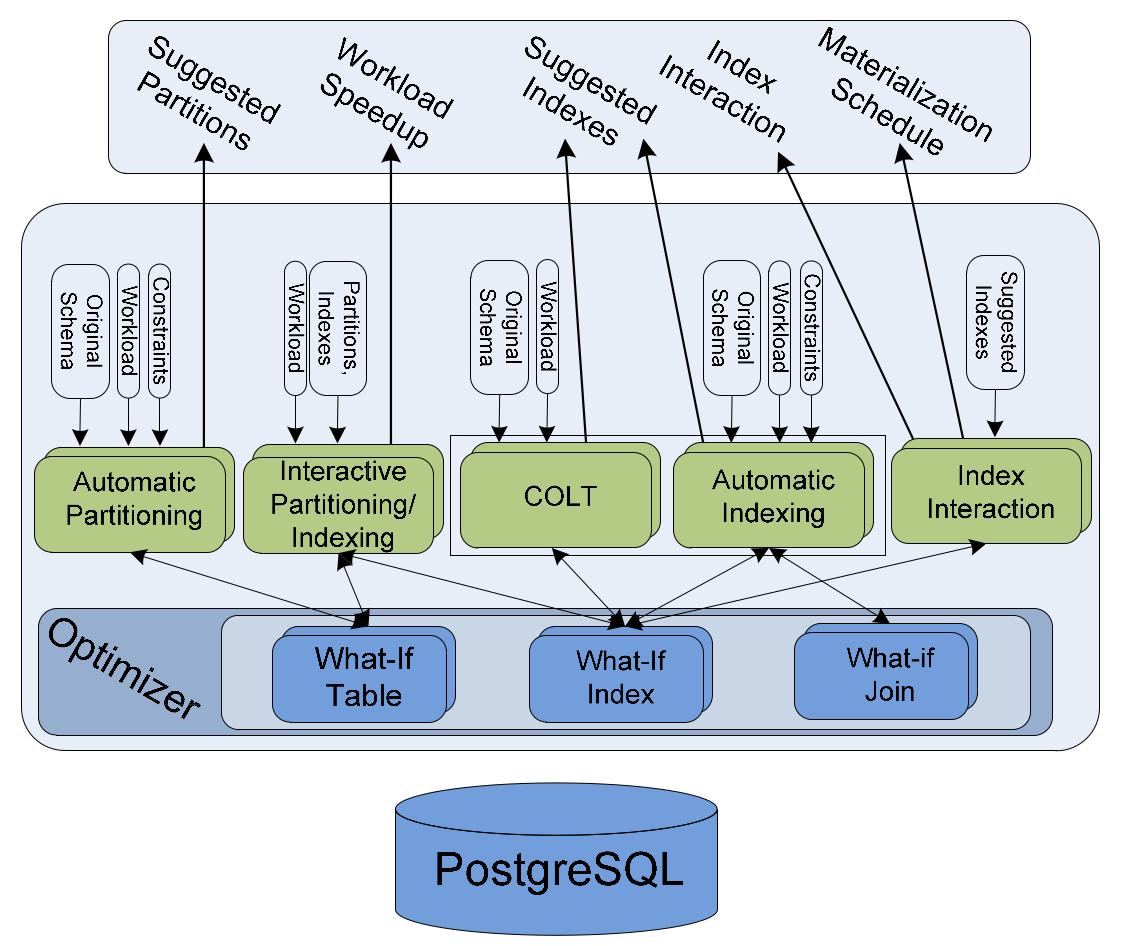 Suggested
Partitions
Workload
Speedup
Suggested
Indexes
Index
Interaction
Materialization
Schedule
Original
Schema
Workload
Constraints
Workload
Partitions,
Indexes
Original
Schema
Workload
Original
Schema
Workload
Constraints
Suggested
Indexes
Automatic
Partitioning
Interactive
Partitioning/
Indexing
COLT
Automatic
Indexing
Index
Interaction
Optimizer
What-If
Table
What-If
Index
What-if
Join
PostgreSQL